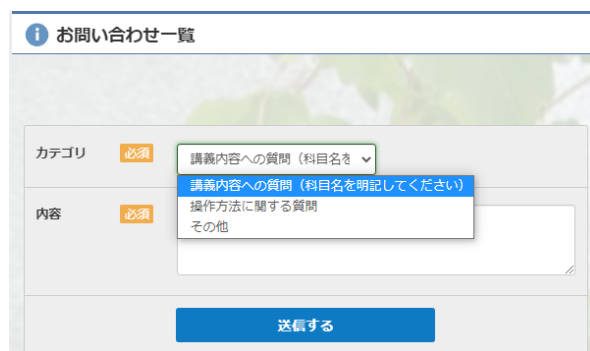 お問い合わせ一覧
カテゴリ 必須 講義内容への質問（科目名を
講義内容への質問（科目名を明記してください）
操作方法に関する質問
その他
内容 必須
送信する